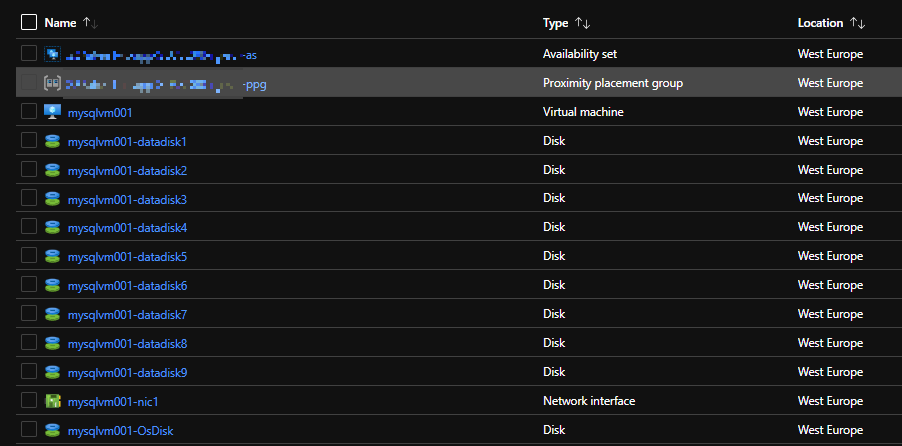 Name ↑↓ Type ↑↓ Location ↑↓
-as Availability set West Europe
-ppg Proximity placement group West Europe
mysqlvm001 Virtual machine West Europe
mysqlvm001-datadisk1 Disk West Europe
mysqlvm001-datadisk2 Disk West Europe
mysqlvm001-datadisk3 Disk West Europe
mysqlvm001-datadisk4 Disk West Europe
mysqlvm001-datadisk5 Disk West Europe
mysqlvm001-datadisk6 Disk West Europe
mysqlvm001-datadisk7 Disk West Europe
mysqlvm001-datadisk8 Disk West Europe
mysqlvm001-datadisk9 Disk West Europe
mysqlvm001-nic1 Network interface West Europe
mysqlvm001-OsDisk Disk West Europe